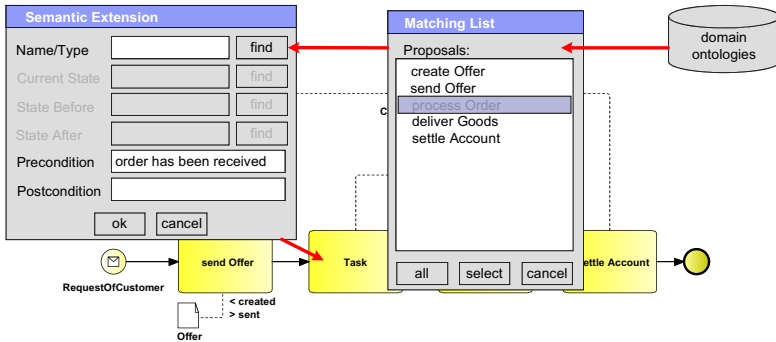 Semantic Extension
Name/Type
find
Current State
find
State Before
find
State After
find
Precondition
order has been received
Postcondition
ok
cancel
Matching List
Proposals:
create Offer
send Offer
process Order
deliver Goods
settle Account
all
select
cancel
domain
ontologies
RequestOfCustomer
send Offer
Task
ettle Account
< created
> sent
Offer